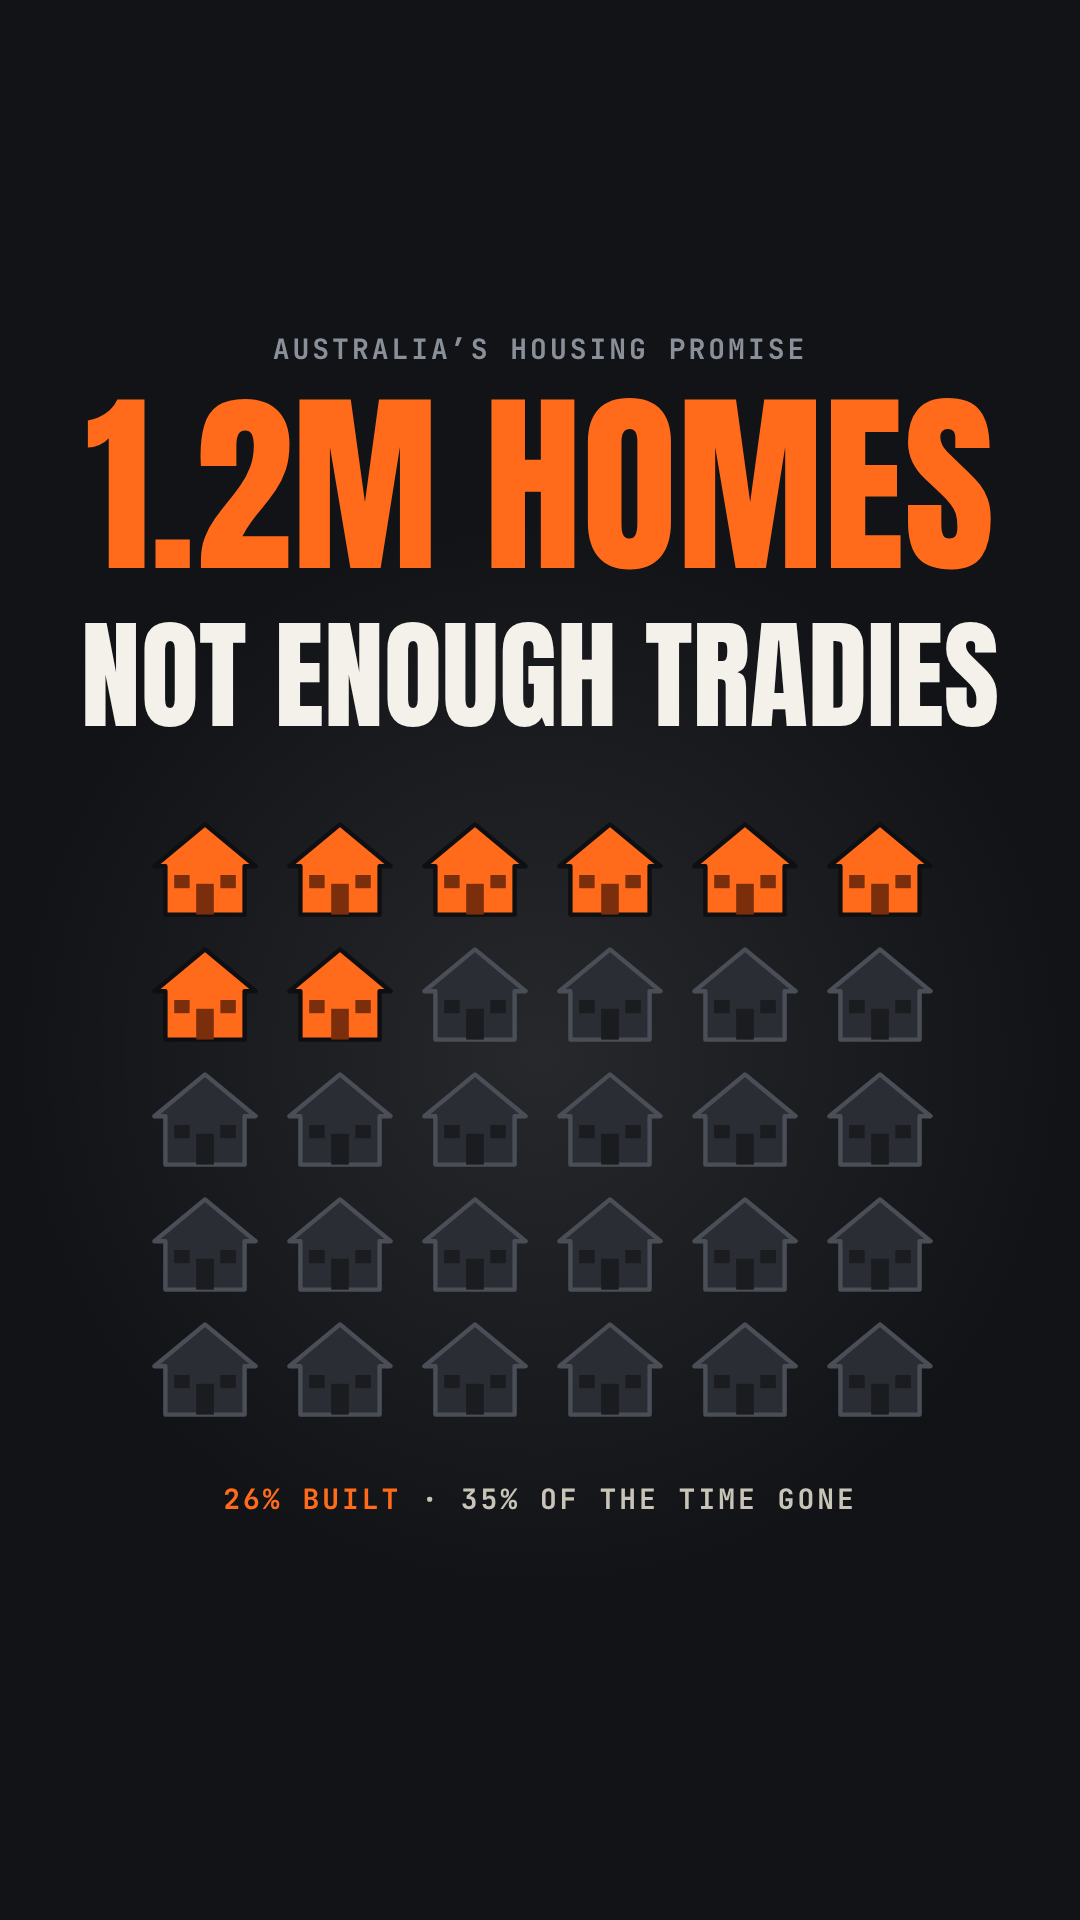 AUSTRALIA’S HOUSING PROMISE
1.2M HOMES
NOT ENOUGH TRADIES
26% BUILT · 35% OF THE TIME GONE